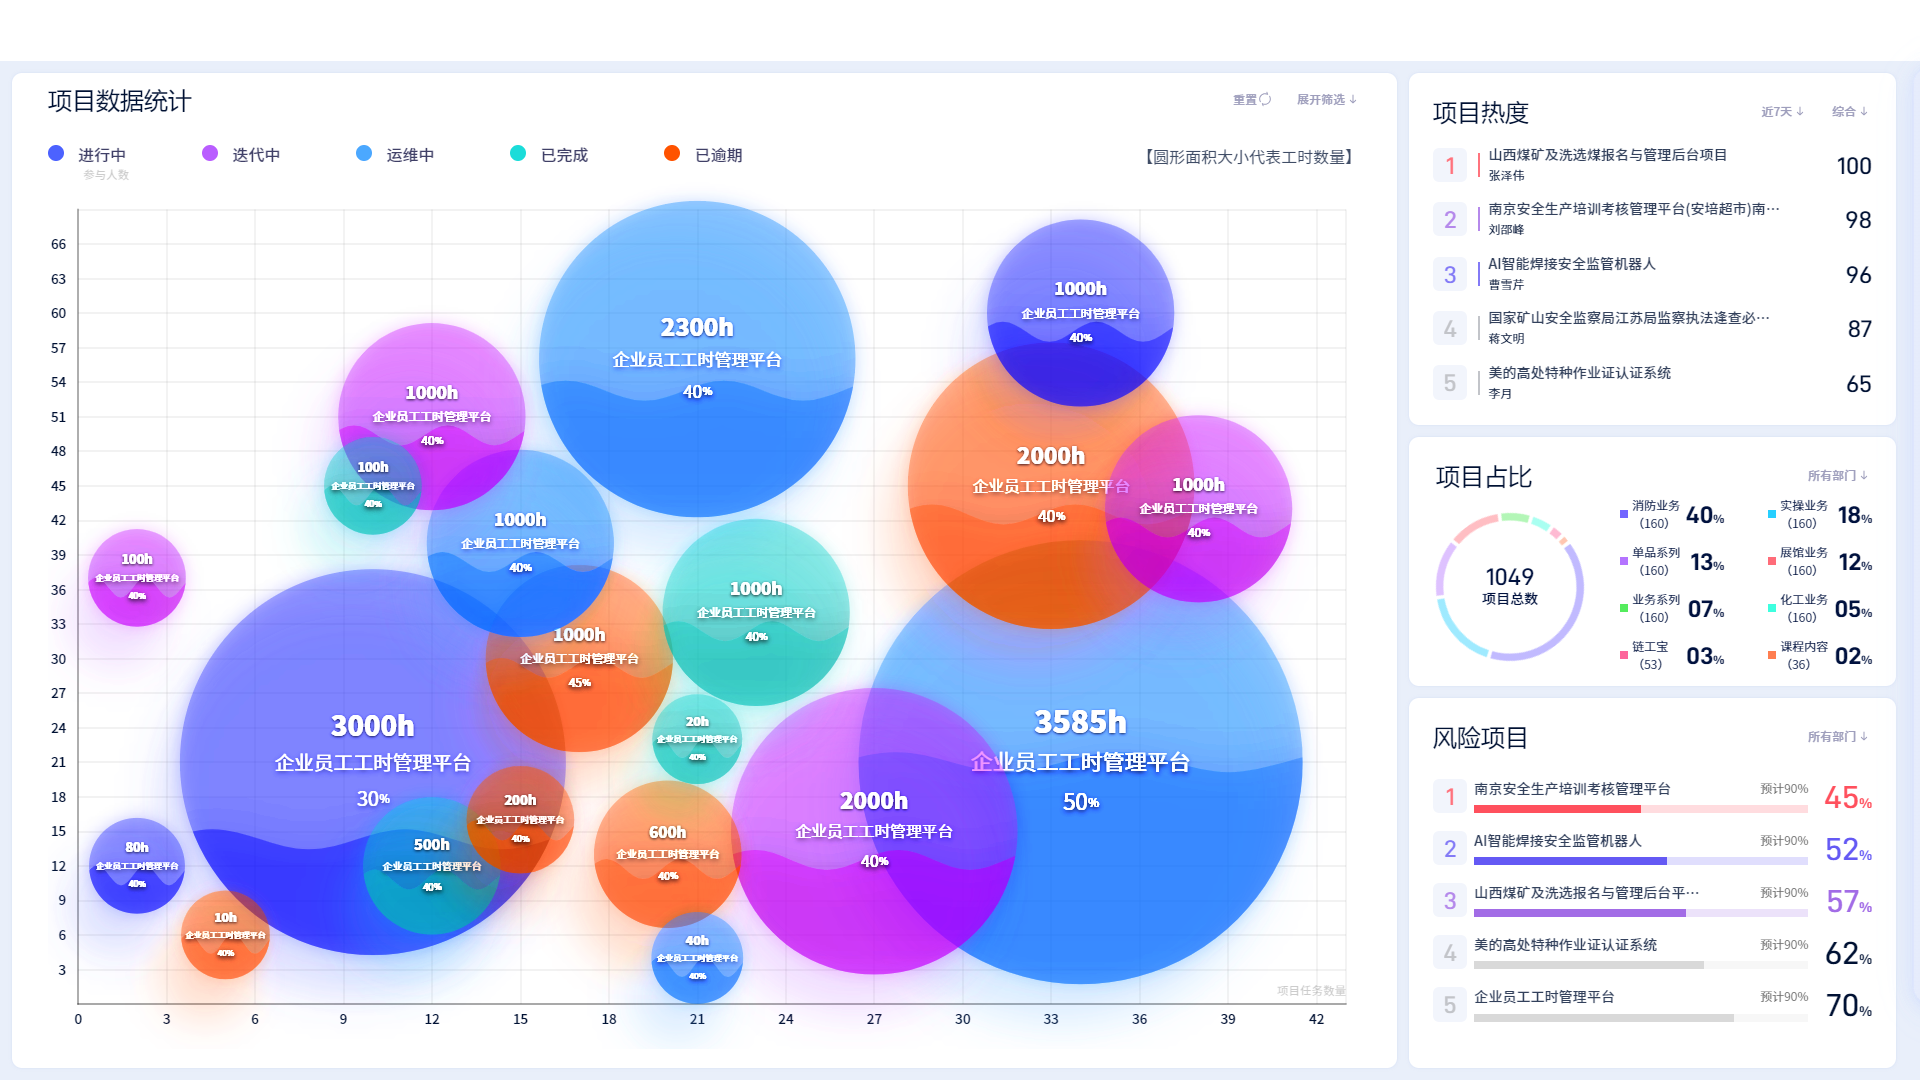 项目数据统计
重置
展开筛选
进行中
迭代中
运维中
已完成
已逾期
【圆形面积大小代表工时数量】
参与人数
66
63
60
57
54
51
48
45
42
39
36
33
30
27
24
21
18
15
12
9
6
3
0
3
6
9
12
15
18
21
24
27
30
33
36
39
42
项目任务数量
2300h
企业员工工时管理平台
40%
1000h
企业员工工时管理平台
40%
1000h
企业员工工时管理平台
40%
100h
企业员工工时管理平台
40%
2000h
企业员工工时管理平台
40%
1000h
企业员工工时管理平台
40%
1000h
企业员工工时管理平台
40%
100h
企业员工工时管理平台
40%
1000h
企业员工工时管理平台
40%
1000h
企业员工工时管理平台
45%
3000h
企业员工工时管理平台
30%
20h
企业员工工时管理平台
40%
3585h
企业员工工时管理平台
50%
2000h
企业员工工时管理平台
40%
200h
企业员工工时管理平台
40%
600h
企业员工工时管理平台
40%
500h
企业员工工时管理平台
40%
80h
企业员工工时管理平台
40%
10h
企业员工工时管理平台
40%
40h
企业员工工时管理平台
40%
项目热度
近7天
综合
1
山西煤矿及洗选煤报名与管理后台项目
张泽伟
100
2
南京安全生产培训考核管理平台(安培超市)南…
刘邵峰
98
3
AI智能焊接安全监管机器人
曹雪芹
96
4
国家矿山安全监察局江苏局监察执法逢查必…
蒋文明
87
5
美的高处特种作业证认证系统
李月
65
项目占比
所有部门
1049
项目总数
消防业务
（160）
40%
实操业务
（160）
18%
单品系列
（160）
13%
展馆业务
（160）
12%
业务系列
（160）
07%
化工业务
（160）
05%
链工宝
（53）
03%
课程内容
（36）
02%
风险项目
所有部门
1
南京安全生产培训考核管理平台
预计90%
45%
2
AI智能焊接安全监管机器人
预计90%
52%
3
山西煤矿及洗选报名与管理后台平…
预计90%
57%
4
美的高处特种作业证认证系统
预计90%
62%
5
企业员工工时管理平台
预计90%
70%